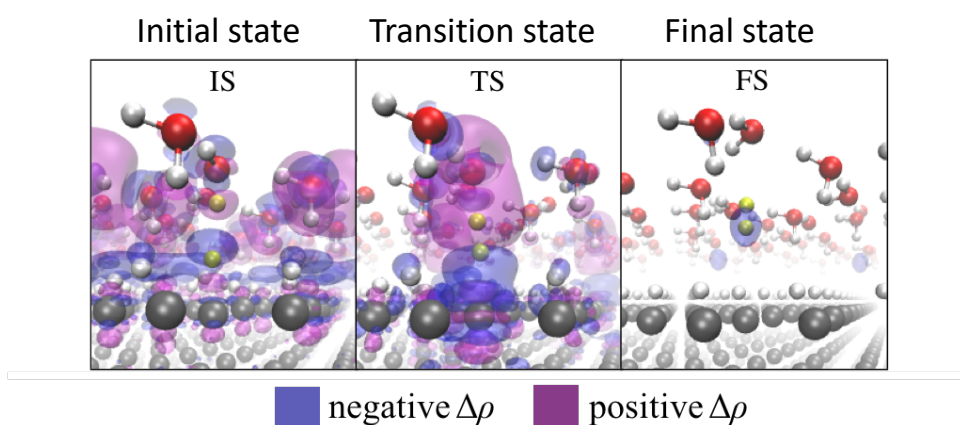 Initial state Transition state Final state
IS TS FS
negative Δρ positive Δρ